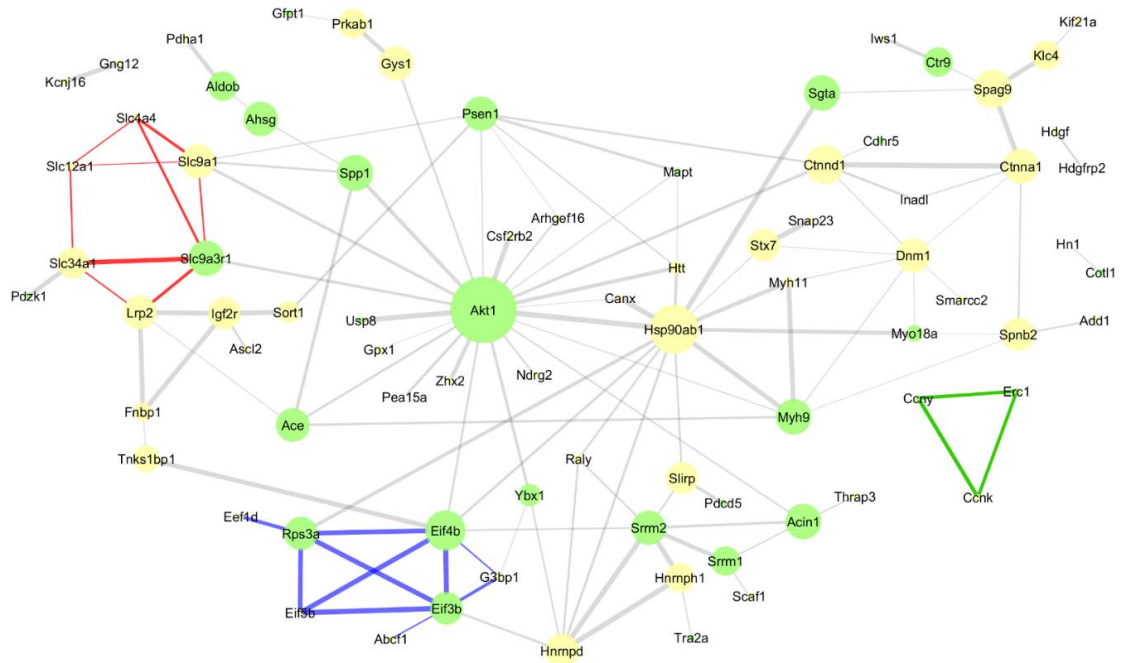 Gfpt1
Prkab1
Kif21a
Pdha1
Iws1
Gng12
Gys1
Ctr9
Klc4
Kcnj16
Aldob
Sgta
Spag9
Slc4a4
Ahsg
Psen1
Hdgf
Cdhr5
Slc12a1
Slc9a1
Spp1
Mapt
Ctnnd1
Ctnna1
Hdgfrp2
Inadl
Arhgef16
Snap23
Csf2rb2
Stx7
Hn1
Slc34a1
Slc9a3r1
Htt
Dnm1
Cotl1
Myh11
Pdzk1
Canx
Smarcc2
Lrp2
Igf2r
Sort1
Akt1
Usp8
Hsp90ab1
Myo18a
Spnb2
Add1
Ascl2
Gpx1
Zhx2
Ndrg2
Pea15a
Erc1
Ccny
Fnbp1
Ace
Myh9
Tnks1bp1
Raly
Slirp
Ybx1
Pdcd5
Thrap3
Ccnk
Eef1d
Rps3a
Eif4b
Srrm2
Acin1
Srrm1
G3bp1
Hnrnph1
Scaf1
Eif5b
Eif3b
Abcf1
Tra2a
Hnrnpd